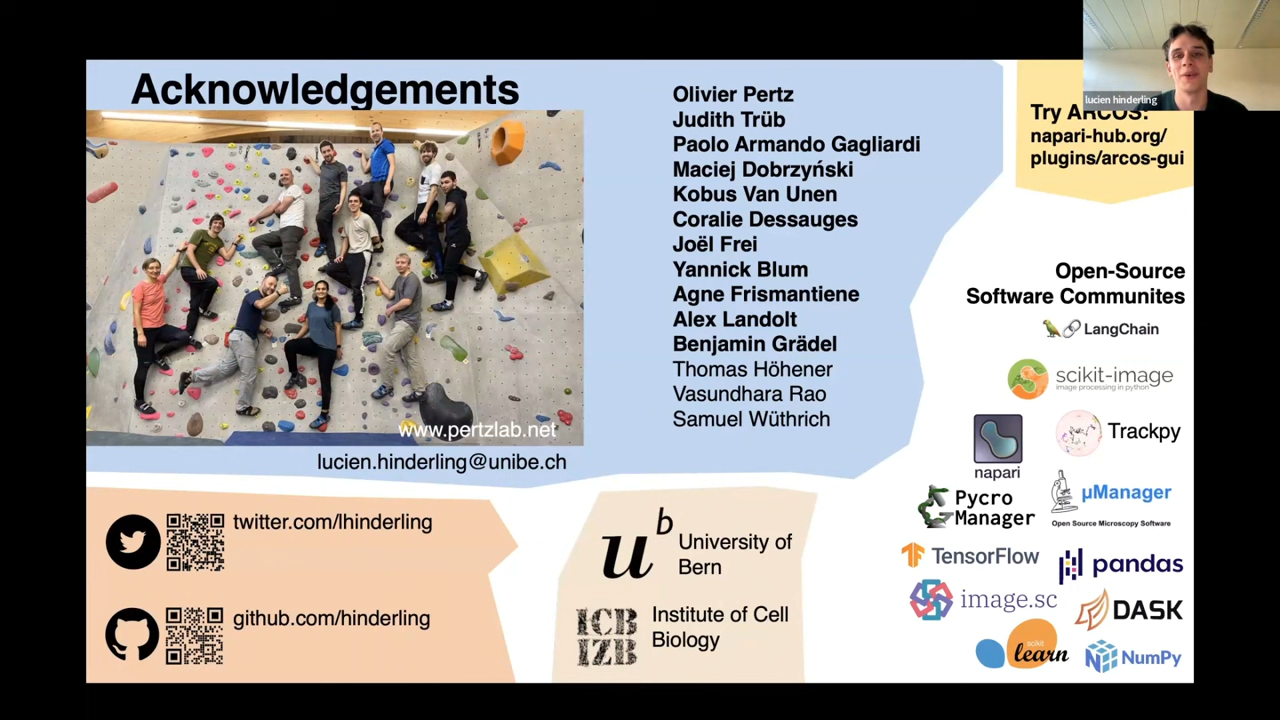 Acknowledgements
www.pertzlab.net
lucien.hinderling@unibe.ch
Olivier Pertz
Judith Trüb
Paolo Armando Gagliardi
Maciej Dobrzyński
Kobus Van Unen
Coralie Dessauges
Joël Frei
Yannick Blum
Agne Frismantiene
Alex Landolt
Benjamin Grädel
Thomas Höhener
Vasundhara Rao
Samuel Wüthrich
lucien hinderling
Try ARCOS:
napari-hub.org/
plugins/arcos-gui
Open-Source
Software Communites
LangChain
scikit-image
image processing in python
napari
Trackpy
Pycro
Manager
µManager
Open Source Microscopy Software
TensorFlow
pandas
image.sc
DASK
scikit
learn
NumPy
twitter.com/lhinderling
github.com/hinderling
u
b
University of
Bern
ICB
IZB
Institute of Cell
Biology